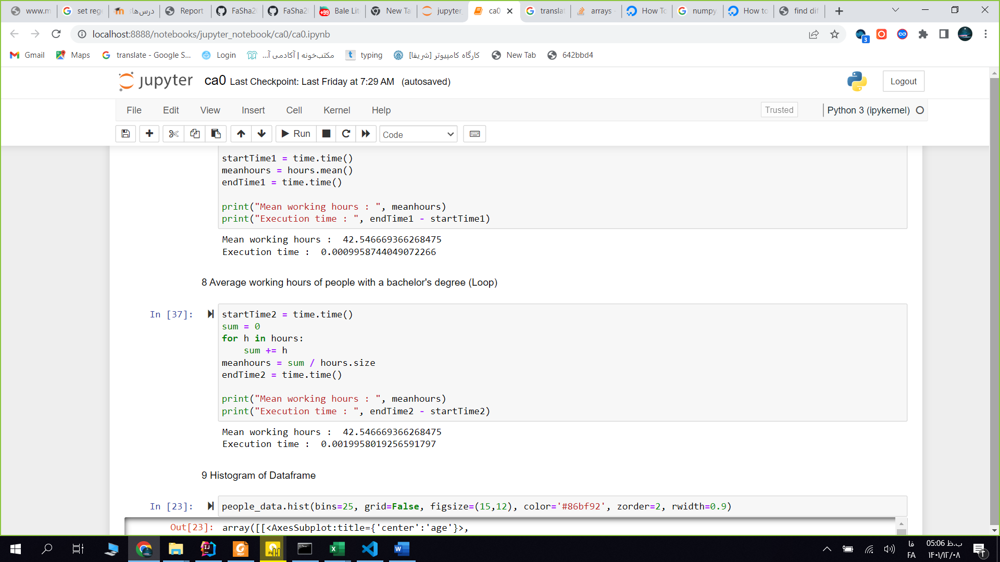 www.m
set rege
درس‌ها
Report
FaSha2
FaSha2
Bale Lit
New Ta
jupyter
ca0
translat
arrays -
How To
numpy
How to
find dif
localhost:8888/notebooks/jupyter_notebook/ca0/ca0.ipynb
3
Gmail
Maps
translate - Google S...
Login
مکتب‌خونه | آکادمی آ...
typing
کارگاه کامپیوتر [شریفا]
New Tab
642bbd4
jupyter ca0 Last Checkpoint: Last Friday at 7:29 AM (autosaved)
Logout
File Edit View Insert Cell Kernel Help
Trusted
Python 3 (ipykernel)
Run
Code
startTime1 = time.time()
meanhours = hours.mean()
endTime1 = time.time()
print("Mean working hours : ", meanhours)
print("Execution time : ", endTime1 - startTime1)
Mean working hours :  42.546669366268475
Execution time :  0.0009958744049072266
8 Average working hours of people with a bachelor's degree (Loop)
In [37]:
startTime2 = time.time()
sum = 0
for h in hours:
    sum += h
meanhours = sum / hours.size
endTime2 = time.time()
print("Mean working hours : ", meanhours)
print("Execution time : ", endTime2 - startTime2)
Mean working hours :  42.546669366268475
Execution time :  0.0019958019256591797
9 Histogram of Dataframe
In [23]:
people_data.hist(bins=25, grid=False, figsize=(15,12), color='#86bf92', zorder=2, rwidth=0.9)
Out[23]: array([[<AxesSubplot:title={'center':'age'}>,
فا
FA
05:06 ب.ظ
۱۴۰۱/۱۲/۰۸
۲